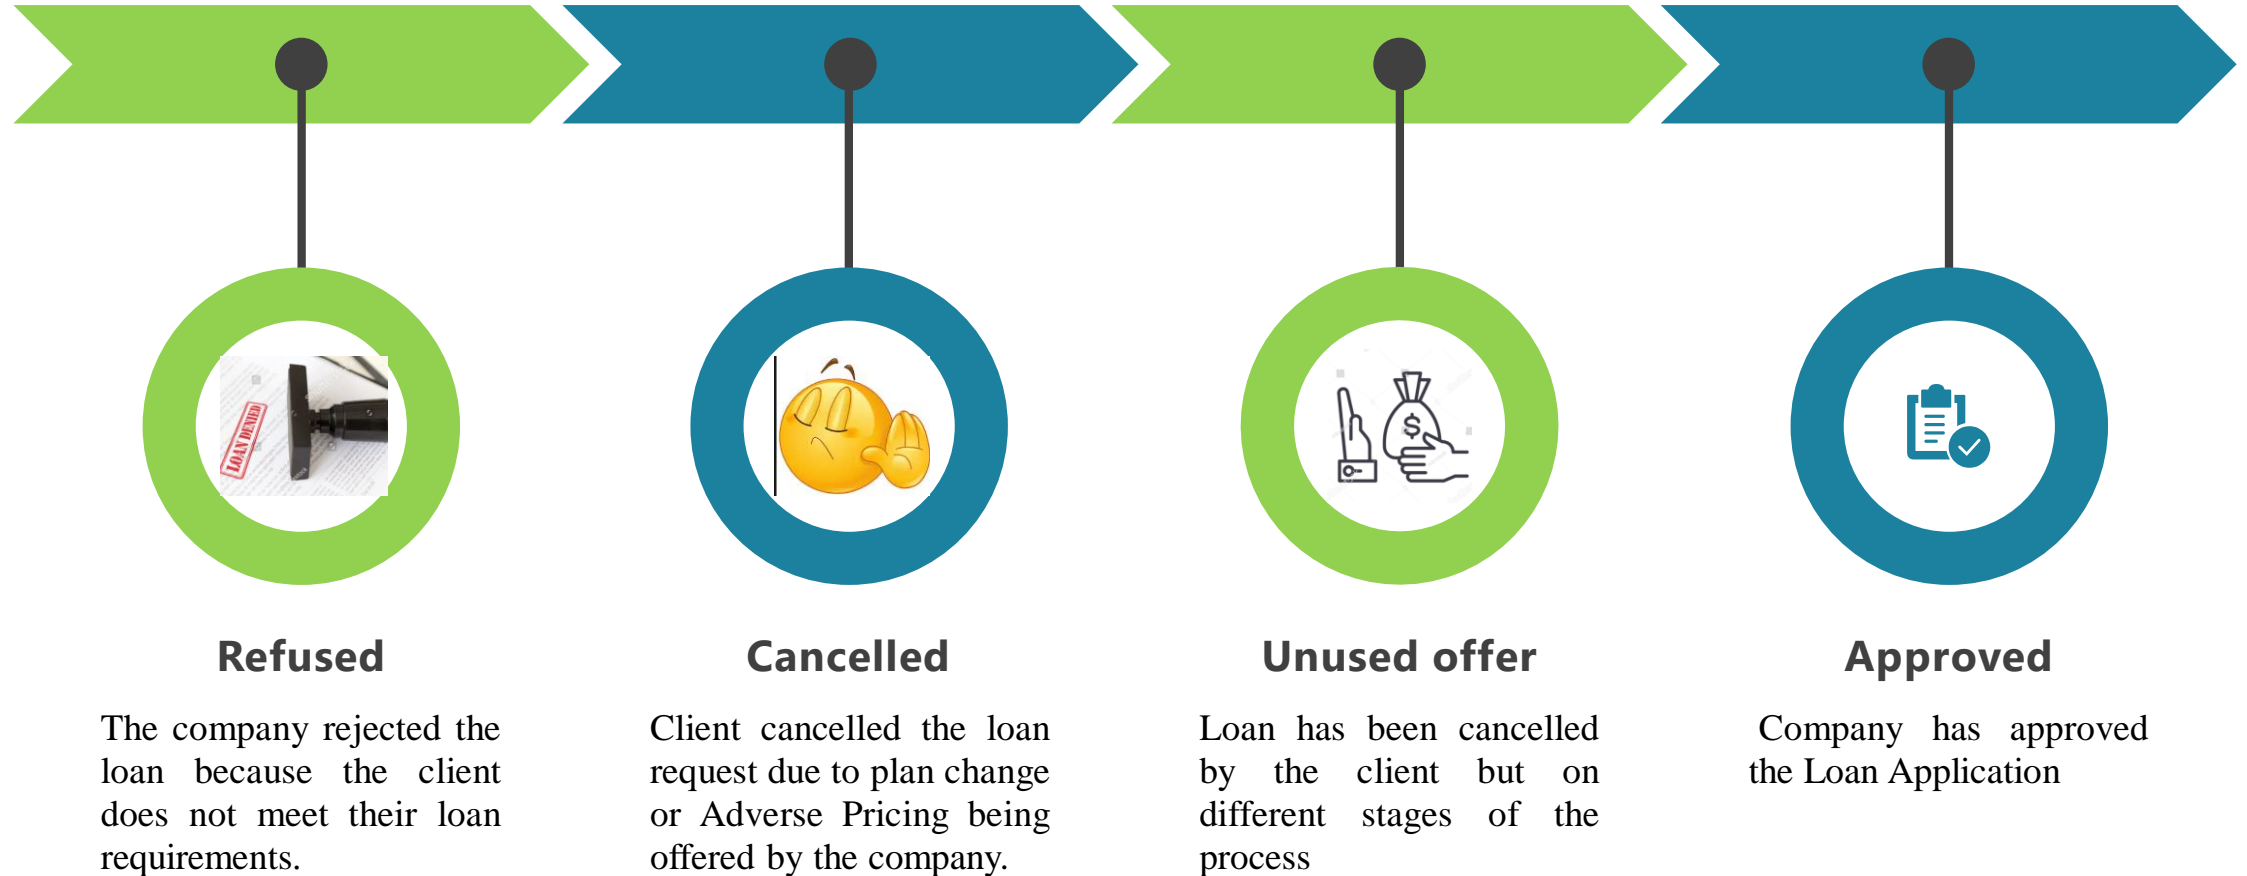 LOAN DENIED
$
Refused
The company rejected the
loan because the client
does not meet their loan
requirements.
Cancelled
Client cancelled the loan
request due to plan change
or Adverse Pricing being
offered by the company.
Unused offer
Loan has been cancelled
by the client but on
different stages of the
process
Approved
Company has approved
the Loan Application